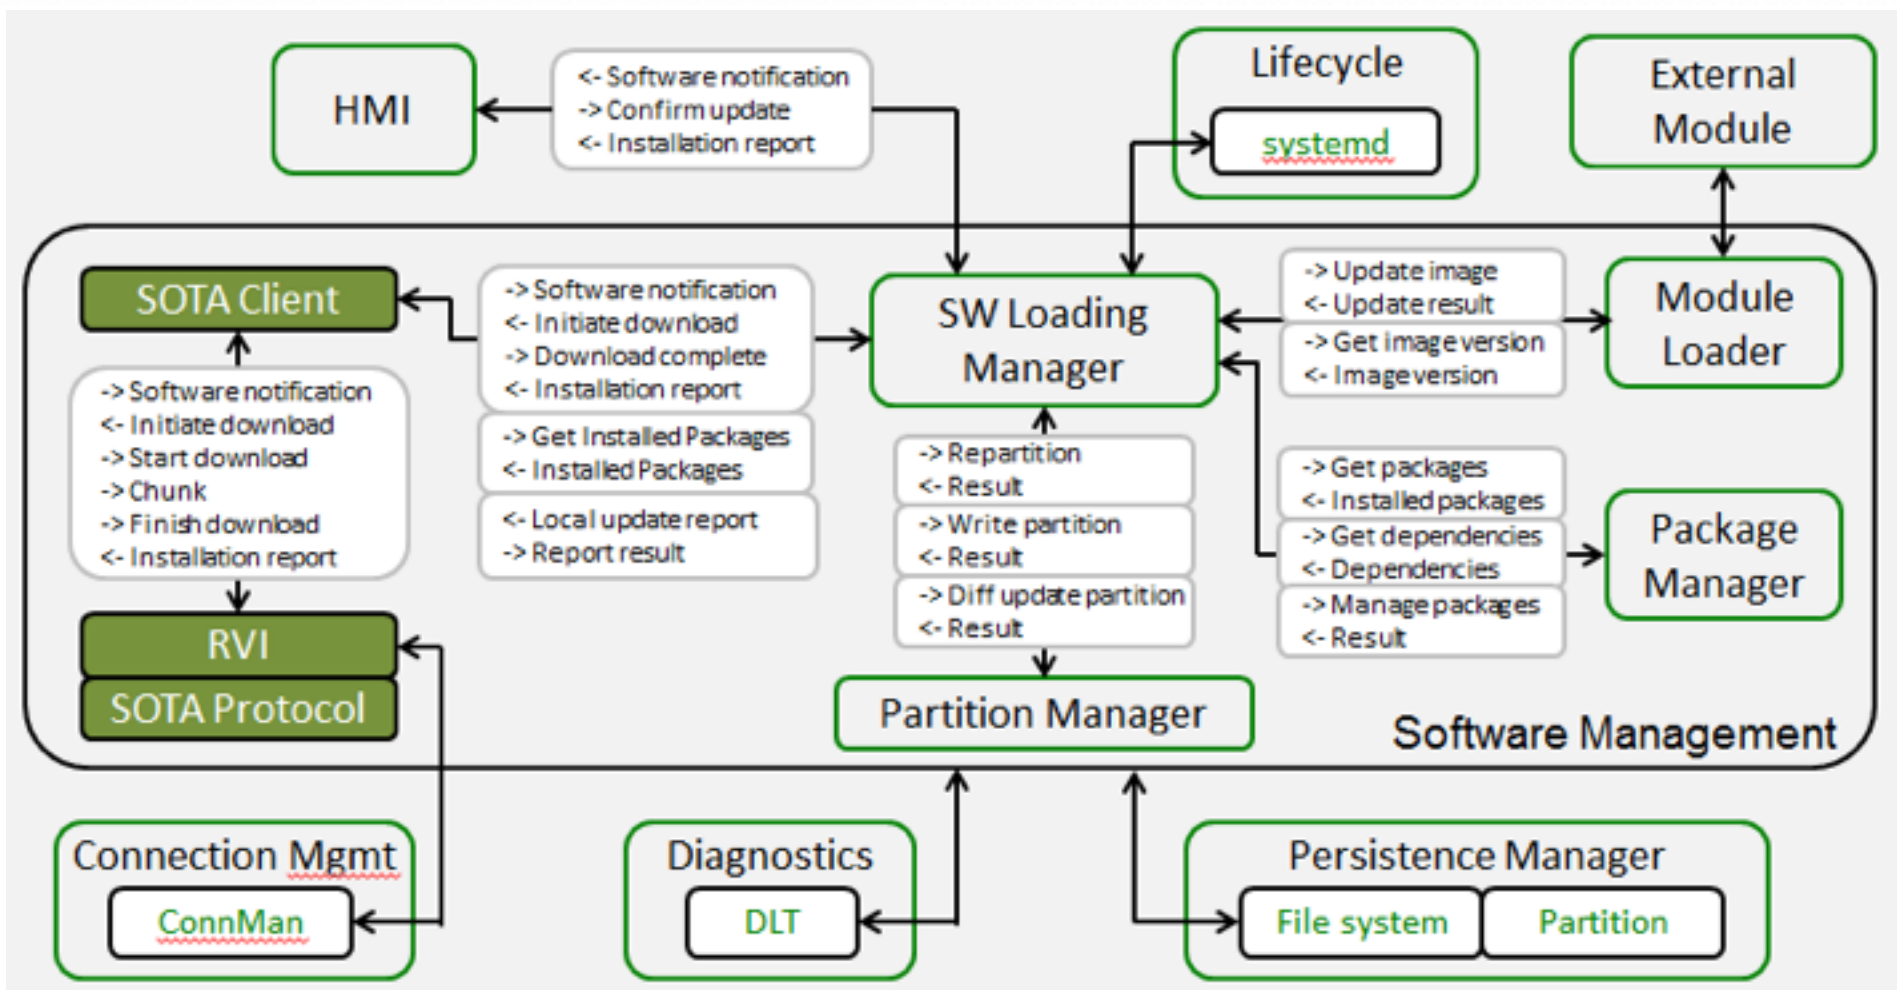 HMI
<- Software notification
-> Confirm update
<- Installation report
Lifecycle
systemd
External
Module
SOTA Client
-> Software notification
<- Initiate download
-> Download complete
<- Installation report
-> Get Installed Packages
<- Installed Packages
<- Local update report
-> Report result
SW Loading
Manager
-> Update image
<- Update result
-> Get image version
<- Image version
Module
Loader
-> Software notification
<- Initiate download
-> Start download
-> Chunk
-> Finish download
<- Installation report
-> Repartition
<- Result
-> Write partition
<- Result
-> Diff update partition
<- Result
-> Get packages
<- Installed packages
-> Get dependencies
<- Dependencies
-> Manage packages
<- Result
Package
Manager
RVI
SOTA Protocol
Partition Manager
Software Management
Connection Mgmt
ConnMan
Diagnostics
DLT
Persistence Manager
File system
Partition